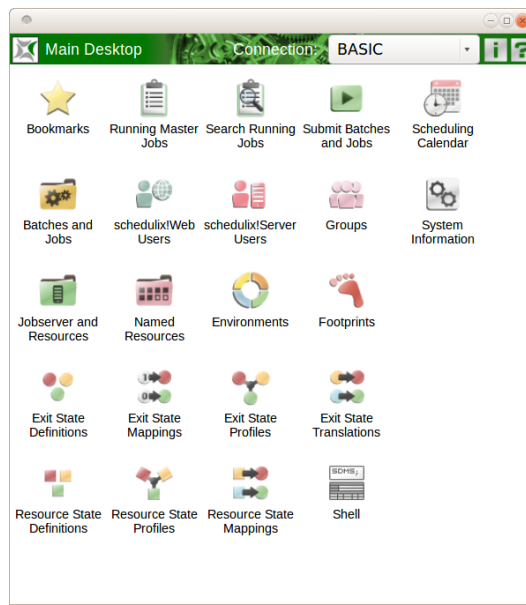 Main Desktop
Connection:
BASIC
Bookmarks
Running Master
Jobs
Search Running
Jobs
Submit Batches
and Jobs
Scheduling
Calendar
Batches and
Jobs
schedulix!Web
Users
schedulix!Server
Users
Groups
System
Information
Jobserver and
Resources
Named
Resources
Environments
Footprints
Exit State
Definitions
1
0
Exit State
Mappings
Exit State
Profiles
Exit State
Translations
Resource State
Definitions
Resource State
Profiles
Resource State
Mappings
SDMS;
Shell